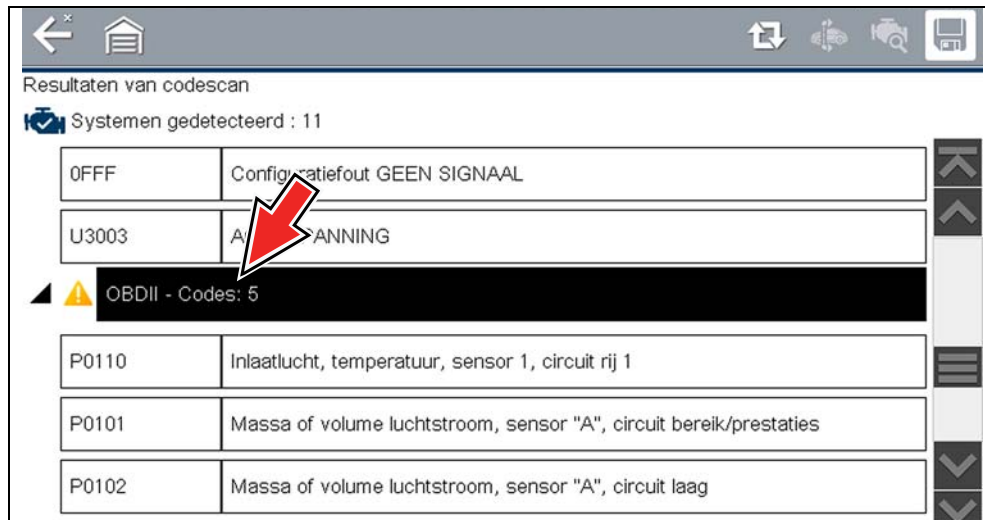 Resultaten van codescan
Systemen gedetecteerd : 11
0FFF Configuratiefout GEEN SIGNAAL
U3003 PANNING
OBDII - Codes: 5
P0110 Inlaatlucht, temperatuur, sensor 1, circuit rij 1
P0101 Massa of volume luchtstroom, sensor "A", circuit bereik/prestaties
P0102 Massa of volume luchtstroom, sensor "A", circuit laag